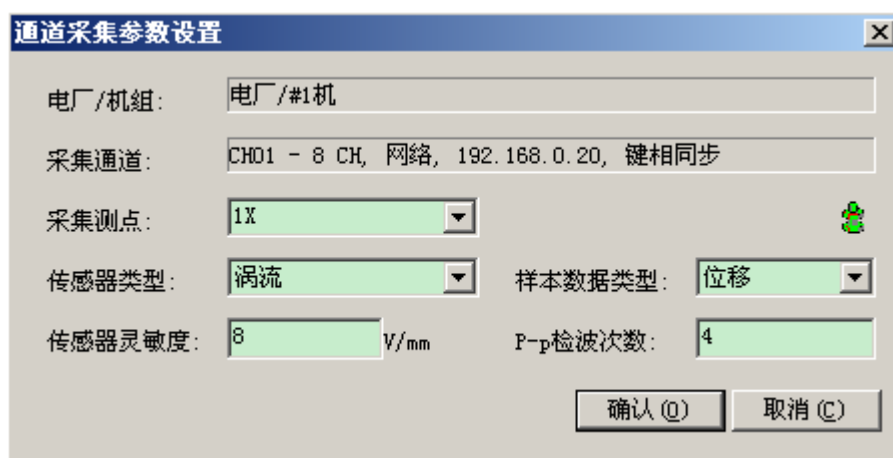 通道采集参数设置
电厂/机组: 电厂/#1机
采集通道: CH01 - 8 CH, 网络, 192.168.0.20, 键相同步
采集测点: 1X
传感器类型: 涡流 样本数据类型: 位移
传感器灵敏度: 8 V/mm P-p检波次数: 4
确认(O) 取消(C)